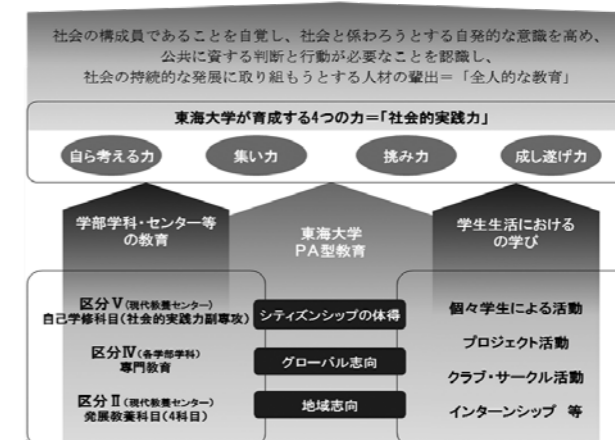 社会の構成員であることを自覚し、社会と係わろうとする自発的な意識を高め、
公共に資する判断と行動が必要なことを認識し、
社会の持続的な発展に取り組もうとする人材の輩出＝「全人的な教育」
東海大学が育成する4つの力＝「社会的実践力」
自ら考える力
集い力
挑み力
成し遂げ力
学部学科・センター等
の教育
東海大学
PA型教育
学生生活における
の学び
区分Ⅴ(現代教養センター)
自己学修科目(社会的実践力副専攻)
区分Ⅳ(各学部学科)
専門教育
区分Ⅱ(現代教養センター)
発展教養科目(4科目)
シティズンシップの体得
グローバル志向
地域志向
個々学生による活動
プロジェクト活動
クラブ・サークル活動
インターンシップ 等